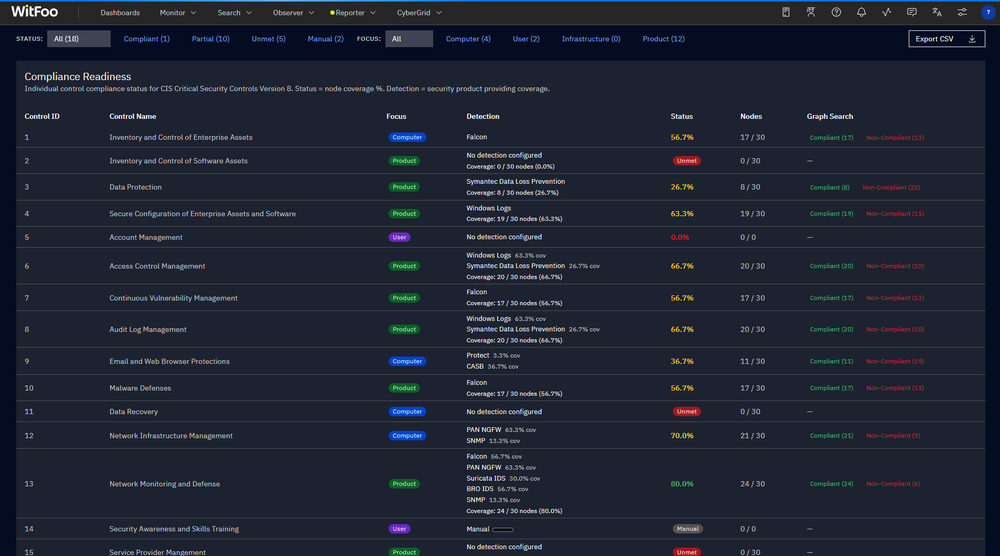 WitFoo Dashboards Monitor Search Observer Reporter CyberGrid ?
STATUS: All (18) Compliant (1) Partial (10) Unmet (5) Manual (2) FOCUS: All Computer (4) User (2) Infrastructure (0) Product (12) Export CSV
Compliance Readiness
Individual control compliance status for CIS Critical Security Controls Version 8. Status = node coverage %. Detection = security product providing coverage.
Control ID Control Name Focus Detection Status Nodes Graph Search
1 Inventory and Control of Enterprise Assets Computer Falcon 56.7% 17 / 30 Compliant (17) Non-Compliant (13)
2 Inventory and Control of Software Assets Product No detection configured Unmet 0 / 30 —
Coverage: 0 / 30 nodes (0.0%)
3 Data Protection Product Symantec Data Loss Prevention 26.7% 8 / 30 Compliant (8) Non-Compliant (22)
Coverage: 8 / 30 nodes (26.7%)
4 Secure Configuration of Enterprise Assets and Software Product Windows Logs 63.3% 19 / 30 Compliant (19) Non-Compliant (11)
Coverage: 19 / 30 nodes (63.3%)
5 Account Management User No detection configured 0.0% 0 / 0 —
Windows Logs 63.3% cov
6 Access Control Management Product Symantec Data Loss Prevention 26.7% cov 66.7% 20 / 30 Compliant (20) Non-Compliant (10)
Coverage: 20 / 30 nodes (66.7%)
7 Continuous Vulnerability Management Product Falcon 56.7% 17 / 30 Compliant (17) Non-Compliant (13)
Coverage: 17 / 30 nodes (56.7%)
Windows Logs 63.3% cov
8 Audit Log Management Product Symantec Data Loss Prevention 26.7% cov 66.7% 20 / 30 Compliant (20) Non-Compliant (10)
Coverage: 20 / 30 nodes (66.7%)
9 Email and Web Browser Protections Computer Protect 3.3% cov 36.7% 11 / 30 Compliant (11) Non-Compliant (19)
CASB 36.7% cov
10 Malware Defenses Product Falcon 56.7% 17 / 30 Compliant (17) Non-Compliant (13)
Coverage: 17 / 30 nodes (56.7%)
11 Data Recovery Computer No detection configured Unmet 0 / 30 —
12 Network Infrastructure Management Computer PAN NGFW 63.3% cov 70.0% 21 / 30 Compliant (21) Non-Compliant (9)
SNMP 13.3% cov
Falcon 56.7% cov
PAN NGFW 63.3% cov
Suricata IDS 30.0% cov
13 Network Monitoring and Defense Product BRO IDS 56.7% cov 80.0% 24 / 30 Compliant (24) Non-Compliant (6)
SNMP 13.3% cov
Coverage: 24 / 30 nodes (80.0%)
14 Security Awareness and Skills Training User Manual Manual 0 / 0 —
15 Service Provider Mangement Product No detection configured Unmet 0 / 30 —